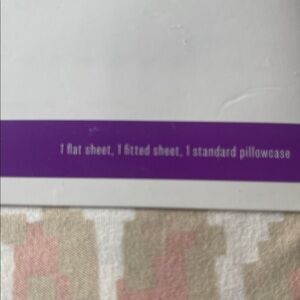 1 flat sheet, 1 fitted sheet, 1 standard pillowcase